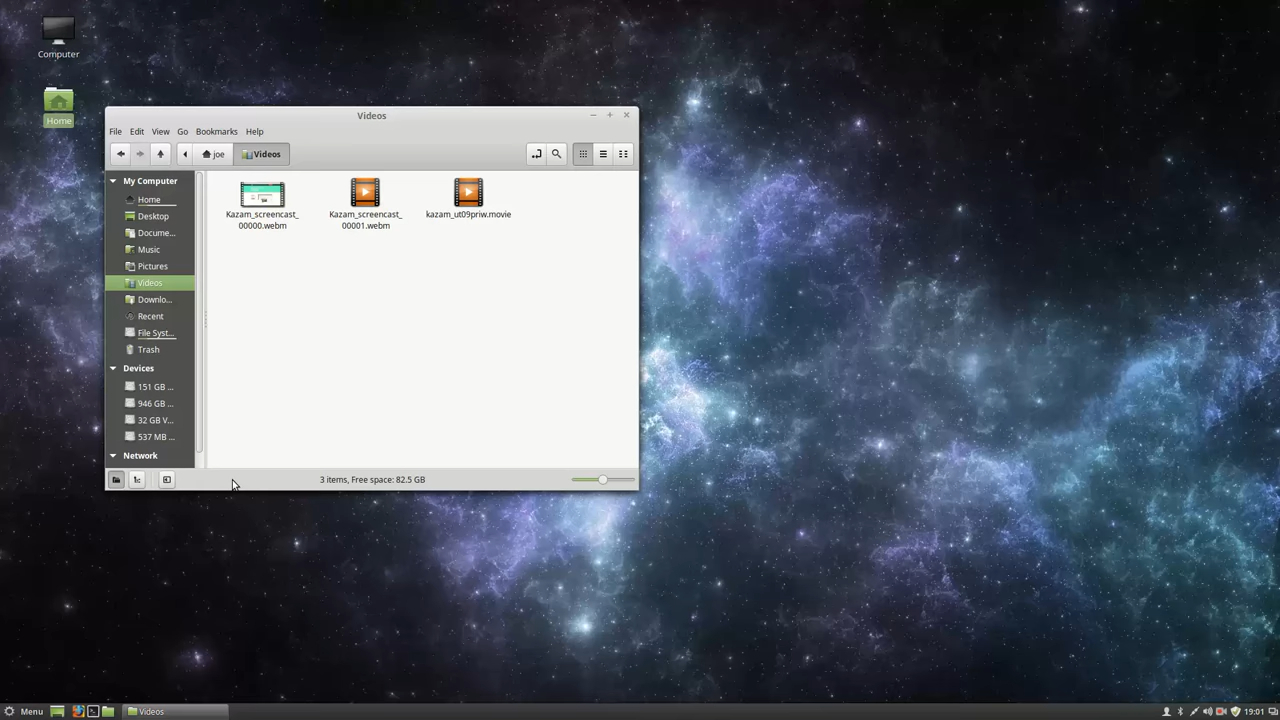 Computer
Home
Videos
File Edit View Go Bookmarks Help
joe Videos
My Computer
Home
Desktop
Docume...
Music
Pictures
Videos
Downlo...
Recent
File Syst...
Trash
Devices
151 GB ...
946 GB ...
32 GB V...
537 MB ...
Network
Kazam_screencast_
00000.webm
Kazam_screencast_
00001.webm
kazam_ut09priw.movie
3 items, Free space: 82.5 GB
Menu Videos 19:01